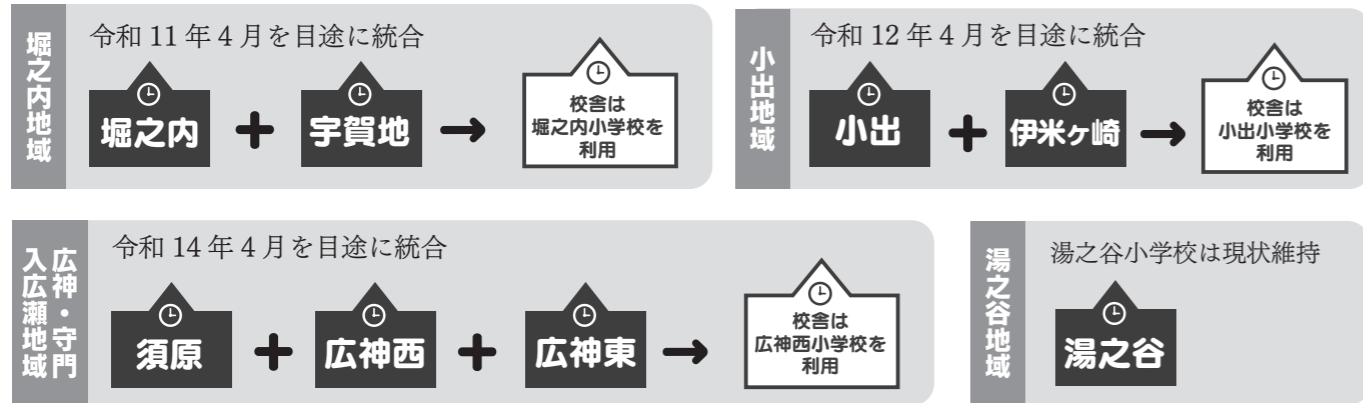 堀之内地域
令和 11 年 4 月を目途に統合
堀之内
+
宇賀地
→
校舎は
堀之内小学校を
利用
小出地域
令和 12 年 4 月を目途に統合
小出
+
伊米ヶ崎
→
校舎は
小出小学校を
利用
広神・守門
入広瀬地域
令和 14 年 4 月を目途に統合
須原
+
広神西
+
広神東
→
校舎は
広神西小学校を
利用
湯之谷地域
湯之谷小学校は現状維持
湯之谷